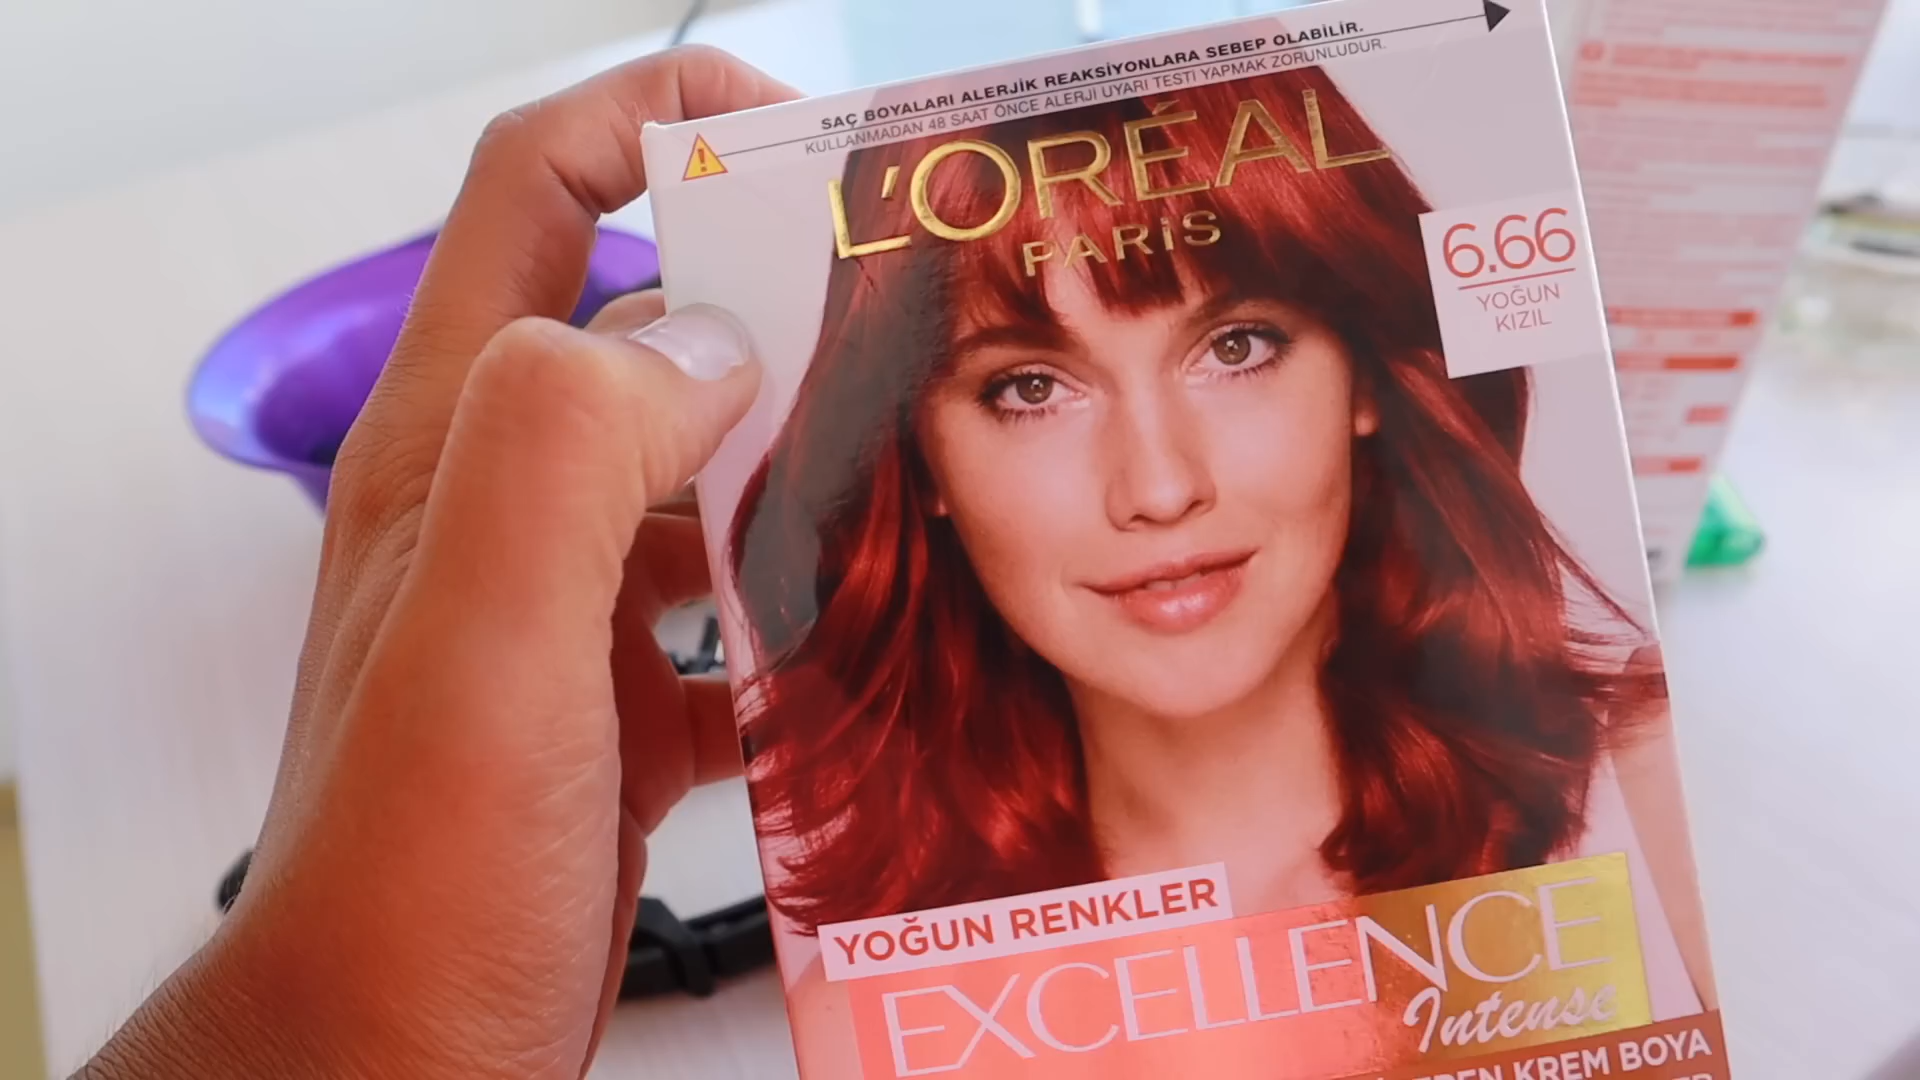 SAÇ BOYALARI ALERJİK REAKSİYONLARA SEBEP OLABİLİR.
KULLANMADAN 48 SAAT ÖNCE ALERJİ UYARI TESTİ YAPMAK ZORUNLUDUR.
L'ORÉAL
PARİS
6.66
YOĞUN
KIZIL
YOĞUN RENKLER
EXCELLENCE
Intense
KREM BOYA